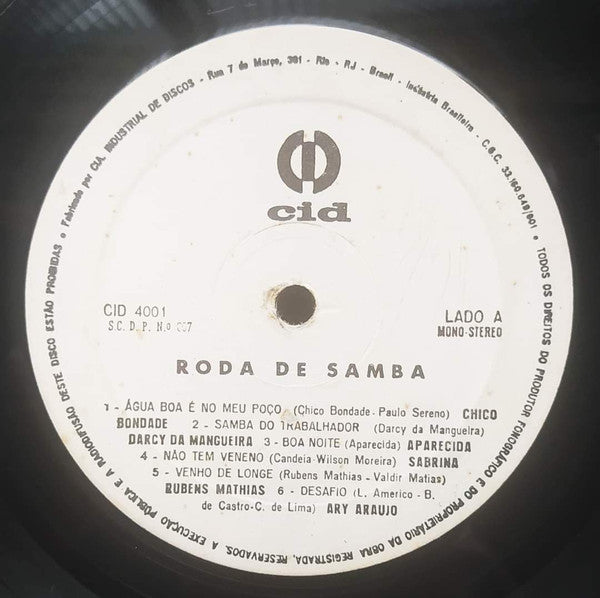 • Fabricado por CIA. INDUSTRIAL DE DISCOS - Rua 7 de Março, 301 - Rio - RJ - Brasil - Indústria Brasileira - C.G.C. 33.160.649/001 • TODOS OS DIREITOS DO PRODUTOR FONOGRÁFICO E DO PROPRIETÁRIO DA OBRA REGISTRADA, RESERVADOS. A EXECUÇÃO PÚBLICA E A RADIODIFUSÃO DESTE DISCO ESTÃO PROIBIDAS
cid
CID 4001
S.C.D.P. N.o
LADO A
MONO-STEREO
RODA DE SAMBA
1 - ÁGUA BOA É NO MEU POÇO (Chico Bondade - Paulo Sereno) CHICO
BONDADE 2 - SAMBA DO TRABALHADOR (Darcy da Mangueira)
DARCY DA MANGUEIRA 3 - BOA NOITE (Aparecida) APARECIDA
4 - NÃO TEM VENENO (Candeia-Wilson Moreira) SABRINA
5 - VENHO DE LONGE (Rubens Mathias - Valdir Matias)
RUBENS MATHIAS 6 - DESAFIO (L. Americo - B.
de Castro-C. de Lima) ARY ARAUJO